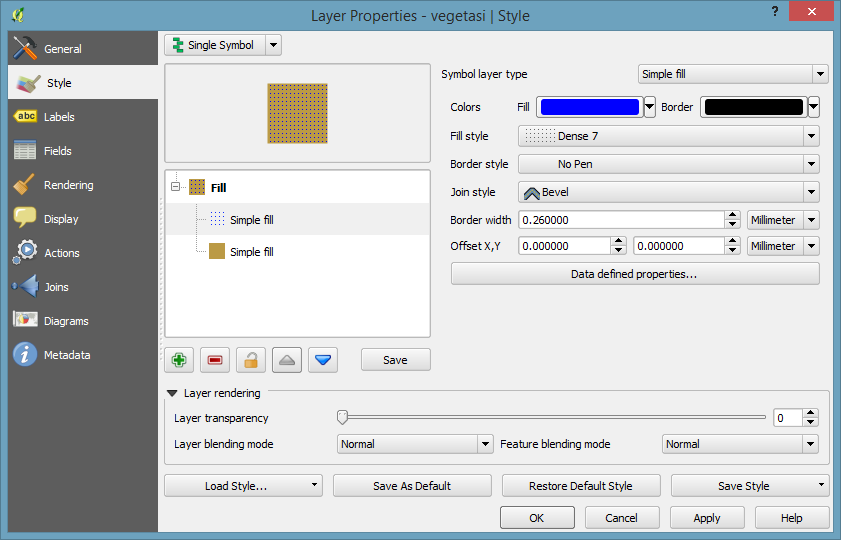 Layer Properties - vegetasi | Style
?
General
Style
abc Labels
Fields
Rendering
Display
Actions
Joins
Diagrams
Metadata
Single Symbol
Fill
Simple fill
Simple fill
Save
Symbol layer type Simple fill
Colors Fill Border
Fill style Dense 7
Border style No Pen
Join style Bevel
Border width 0.260000 Millimeter
Offset X,Y 0.000000 0.000000 Millimeter
Data defined properties...
Layer rendering
Layer transparency 0
Layer blending mode Normal Feature blending mode Normal
Load Style... Save As Default Restore Default Style Save Style
OK Cancel Apply Help